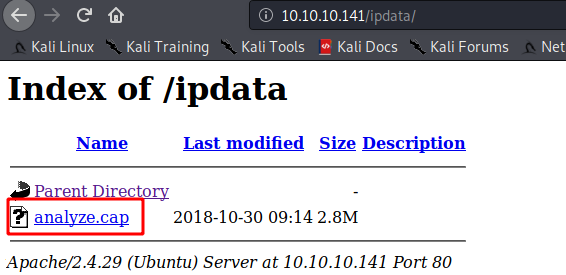 10.10.10.141/ipdata/
Kali Linux Kali Training Kali Tools Kali Docs Kali Forums Net
Index of /ipdata
Name Last modified Size Description
Parent Directory -
analyze.cap 2018-10-30 09:14 2.8M
Apache/2.4.29 (Ubuntu) Server at 10.10.10.141 Port 80